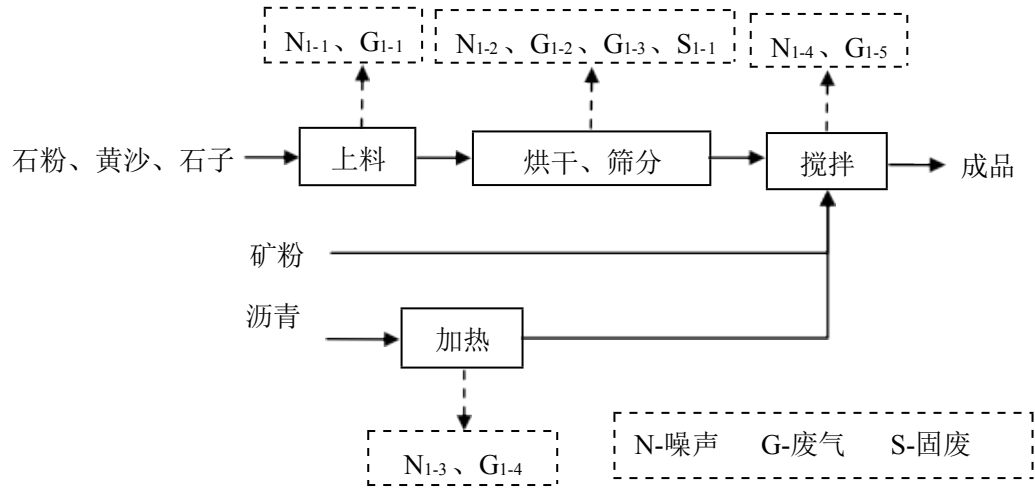 N1-1、G1-1
N1-2、G1-2、G1-3、S1-1
N1-4、G1-5
石粉、黄沙、石子
上料
烘干、筛分
搅拌
成品
矿粉
沥青
加热
N1-3、G1-4
N-噪声 G-废气 S-固废